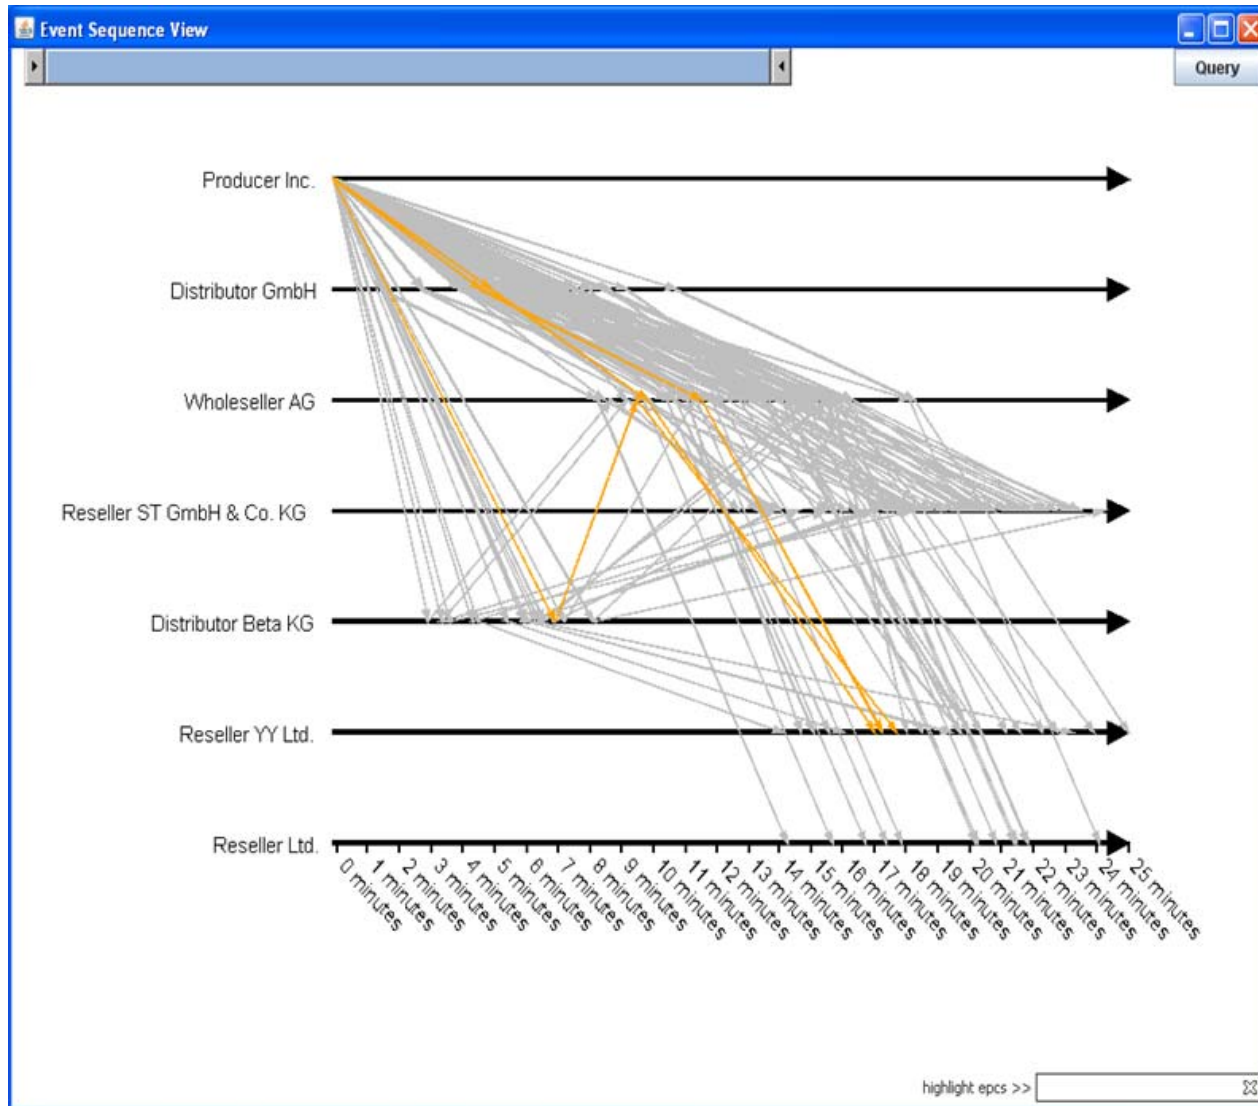 Event Sequence View
Query
Producer Inc.
Distributor GmbH
Wholeseller AG
Reseller ST GmbH & Co. KG
Distributor Beta KG
Reseller YY Ltd.
Reseller Ltd.
0 minutes
1 minutes
2 minutes
3 minutes
4 minutes
5 minutes
6 minutes
7 minutes
8 minutes
9 minutes
10 minutes
11 minutes
12 minutes
13 minutes
14 minutes
15 minutes
16 minutes
17 minutes
18 minutes
19 minutes
20 minutes
21 minutes
22 minutes
23 minutes
24 minutes
25 minutes
highlight epcs >>